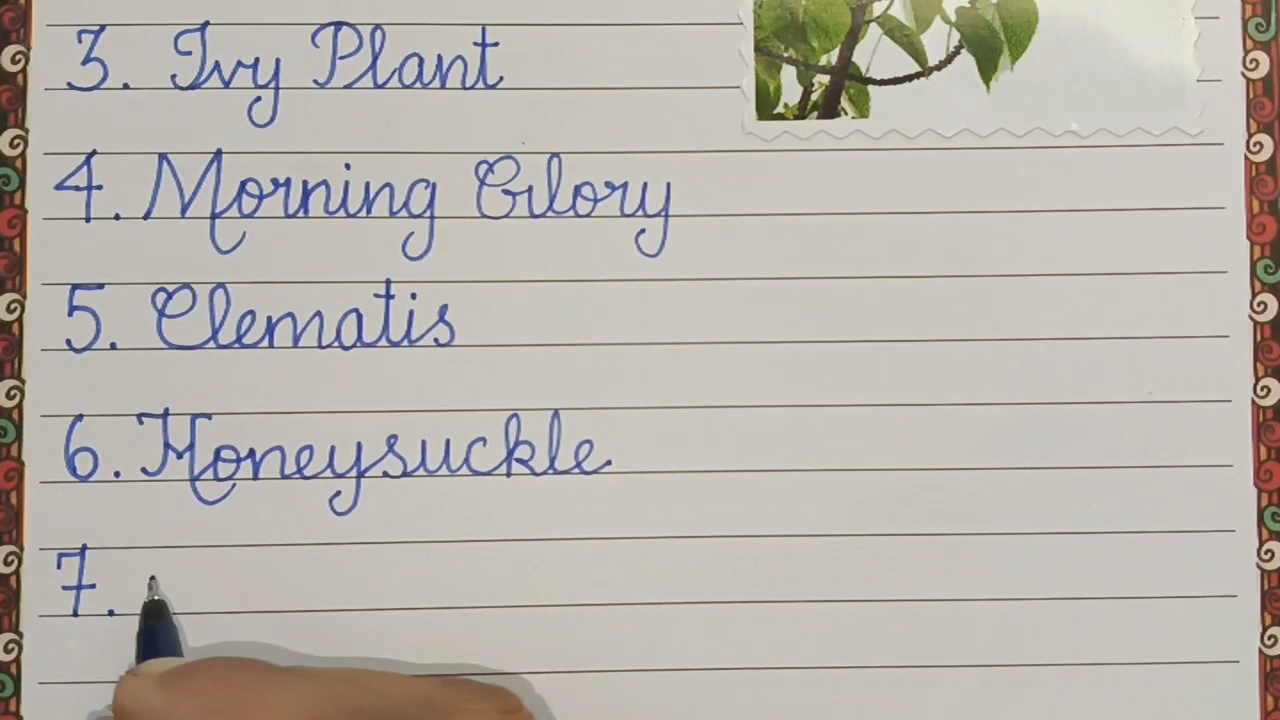 3. Ivy Plant
4. Morning Glory
5. Clematis
6. Honeysuckle
7.